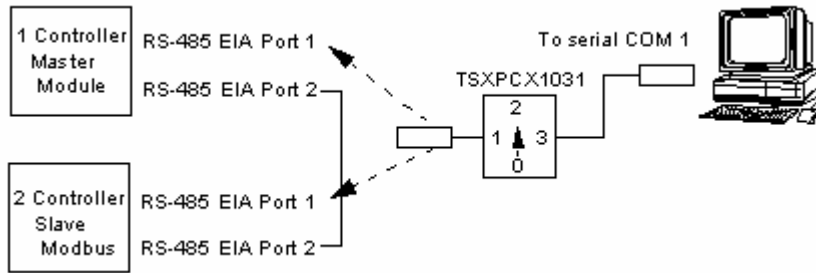 1 Controller
Master
Module
RS-485 EIA Port 1
RS-485 EIA Port 2
2 Controller
Slave
Modbus
RS-485 EIA Port 1
RS-485 EIA Port 2
TSXPCX1031
2
1 3
0
To serial COM 1